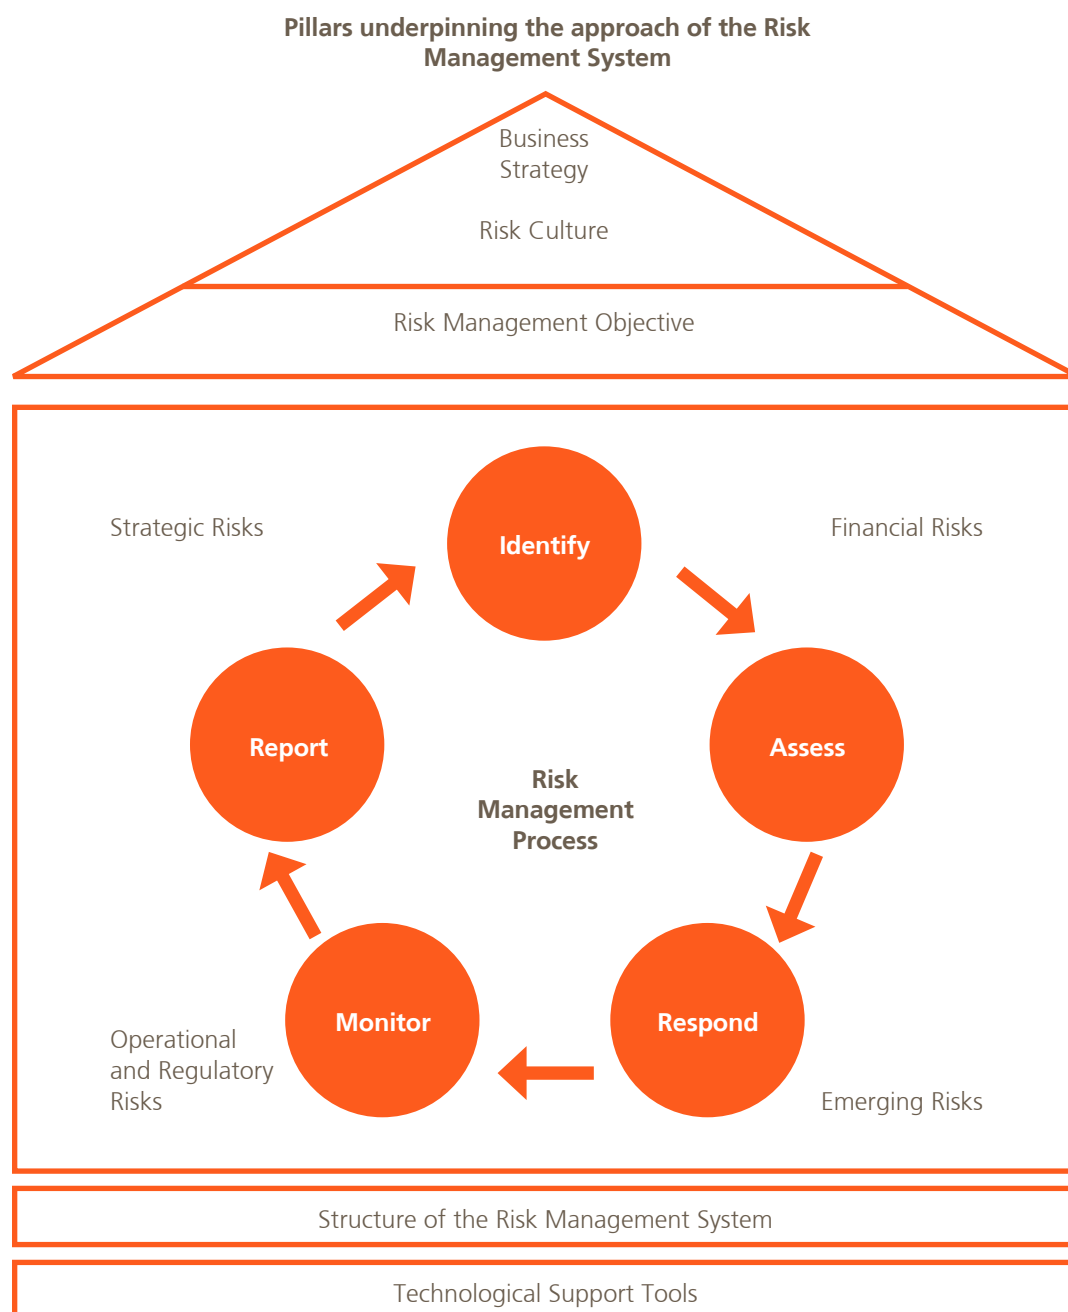 Pillars underpinning the approach of the Risk
Management System
Business
Strategy
Risk Culture
Risk Management Objective
Strategic Risks
Identify
Financial Risks
Report
Assess
Risk
Management
Process
Monitor
Respond
Operational
and Regulatory
Risks
Emerging Risks
Structure of the Risk Management System
Technological Support Tools